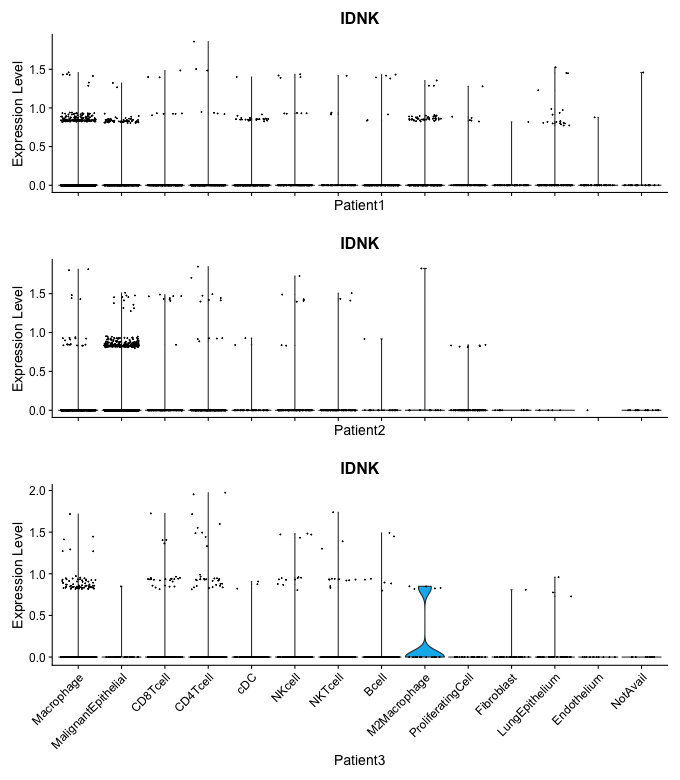 IDNK
Expression Level
1.5
1.0
0.5
0.0
Patient1
IDNK
Expression Level
1.5
1.0
0.5
0.0
Patient2
IDNK
Expression Level
2.0
1.5
1.0
0.5
0.0
Macrophage
MalignantEpithelial
CD8Tcell
CD4Tcell
cDC
NKcell
NKTcell
Bcell
M2Macrophage
ProliferatingCell
Fibroblast
LungEpithelium
Endothelium
NotAvail
Patient3